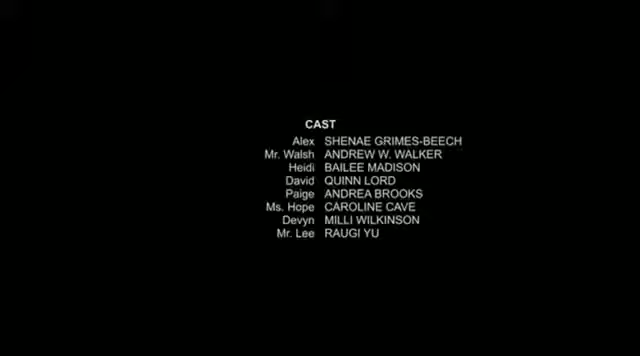 CAST
Alex SHENAE GRIMES-BEECH
Mr. Walsh ANDREW W. WALKER
Heidi BAILEE MADISON
David QUINN LORD
Paige ANDREA BROOKS
Ms. Hope CAROLINE CAVE
Devyn MILLI WILKINSON
Mr. Lee RAUGI YU